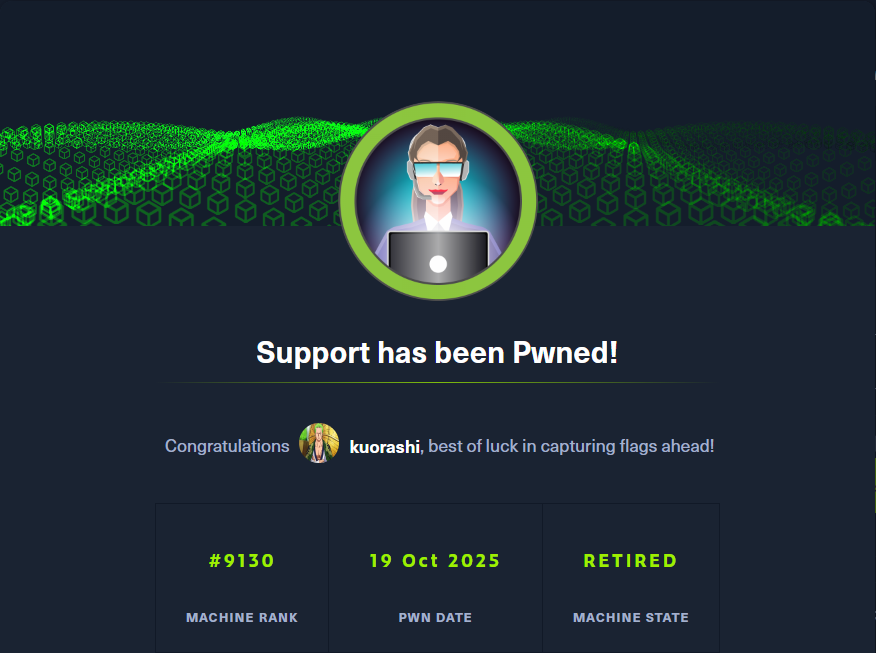 Support has been Pwned!
Congratulations kuorashi, best of luck in capturing flags ahead!
#9130 19 Oct 2025 RETIRED
MACHINE RANK PWN DATE MACHINE STATE